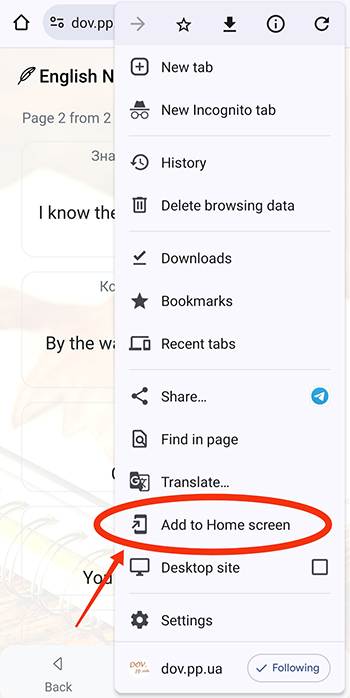 dov.pp
English N
Page 2 from 2
Зна
I know the
Ко
By the wa
You
Back
New tab
New Incognito tab
History
Delete browsing data
Downloads
Bookmarks
Recent tabs
Share...
Find in page
Translate...
Add to Home screen
Desktop site
Settings
DOV.
pp.ua
dov.pp.ua
Following